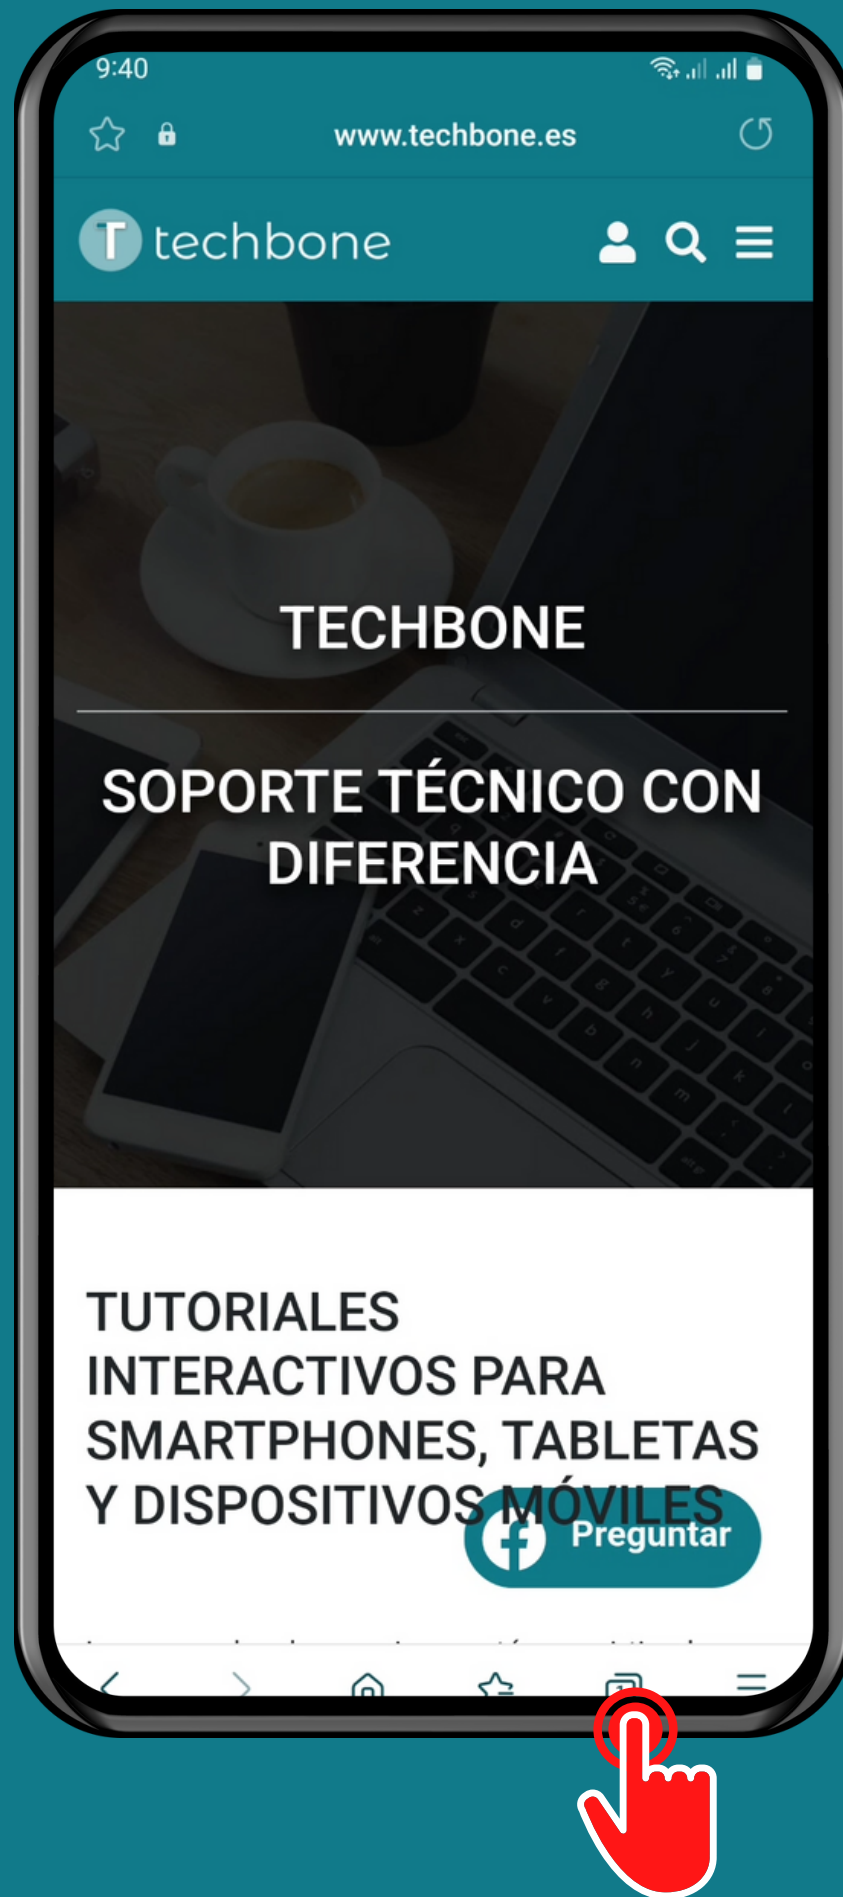 9:40
www.techbone.es
T techbone
TECHBONE
SOPORTE TÉCNICO CON
DIFERENCIA
TUTORIALES
INTERACTIVOS PARA
SMARTPHONES, TABLETAS
Y DISPOSITIVOS MÓVILES
Preguntar
1